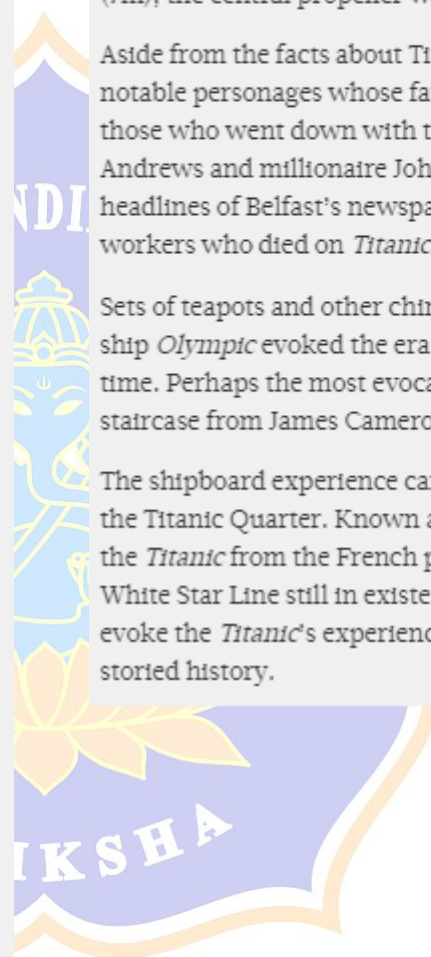 Aside from the facts about Ti
notable personages whose fa
those who went down with t
Andrews and millionaire Joh
headlines of Belfast's newspa
workers who died on Titanic
Sets of teapots and other chi
ship Olympic evoked the era
time. Perhaps the most evoca
staircase from James Camero
The shipboard experience ca
the Titanic Quarter. Known a
the Titanic from the French p
White Star Line still in existe
evoke the Titanic's experienc
storied history.
NDI
IKSHA